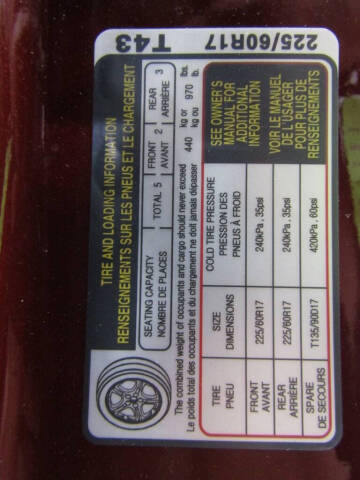 T43 225/60R17
TIRE AND LOADING INFORMATION
RENSEIGNEMENTS SUR LES PNEUS ET LE CHARGEMENT
SEATING CAPACITY TOTAL 5 FRONT 2 REAR 3
NOMBRE DE PLACES AVANT ARRIÈRE
The combined weight of occupants and cargo should never exceed 440 kg or 970 lbs.
Le poids total des occupants et du chargement ne doit jamais dépasser 440 kg ou 970 lb.
TIRE SIZE COLD TIRE PRESSURE
PNEU DIMENSIONS PRESSION DES PNEUS À FROID
FRONT AVANT 225/60R17 240kPa, 35psi
REAR ARRIÈRE 225/60R17 240kPa, 35psi
SPARE DE SECOURS T135/90D17 420kPa, 60psi
SEE OWNER'S
MANUAL FOR
ADDITIONAL
INFORMATION
VOIR LE MANUEL
DE L'USAGER
POUR PLUS DE
RENSEIGNEMENTS